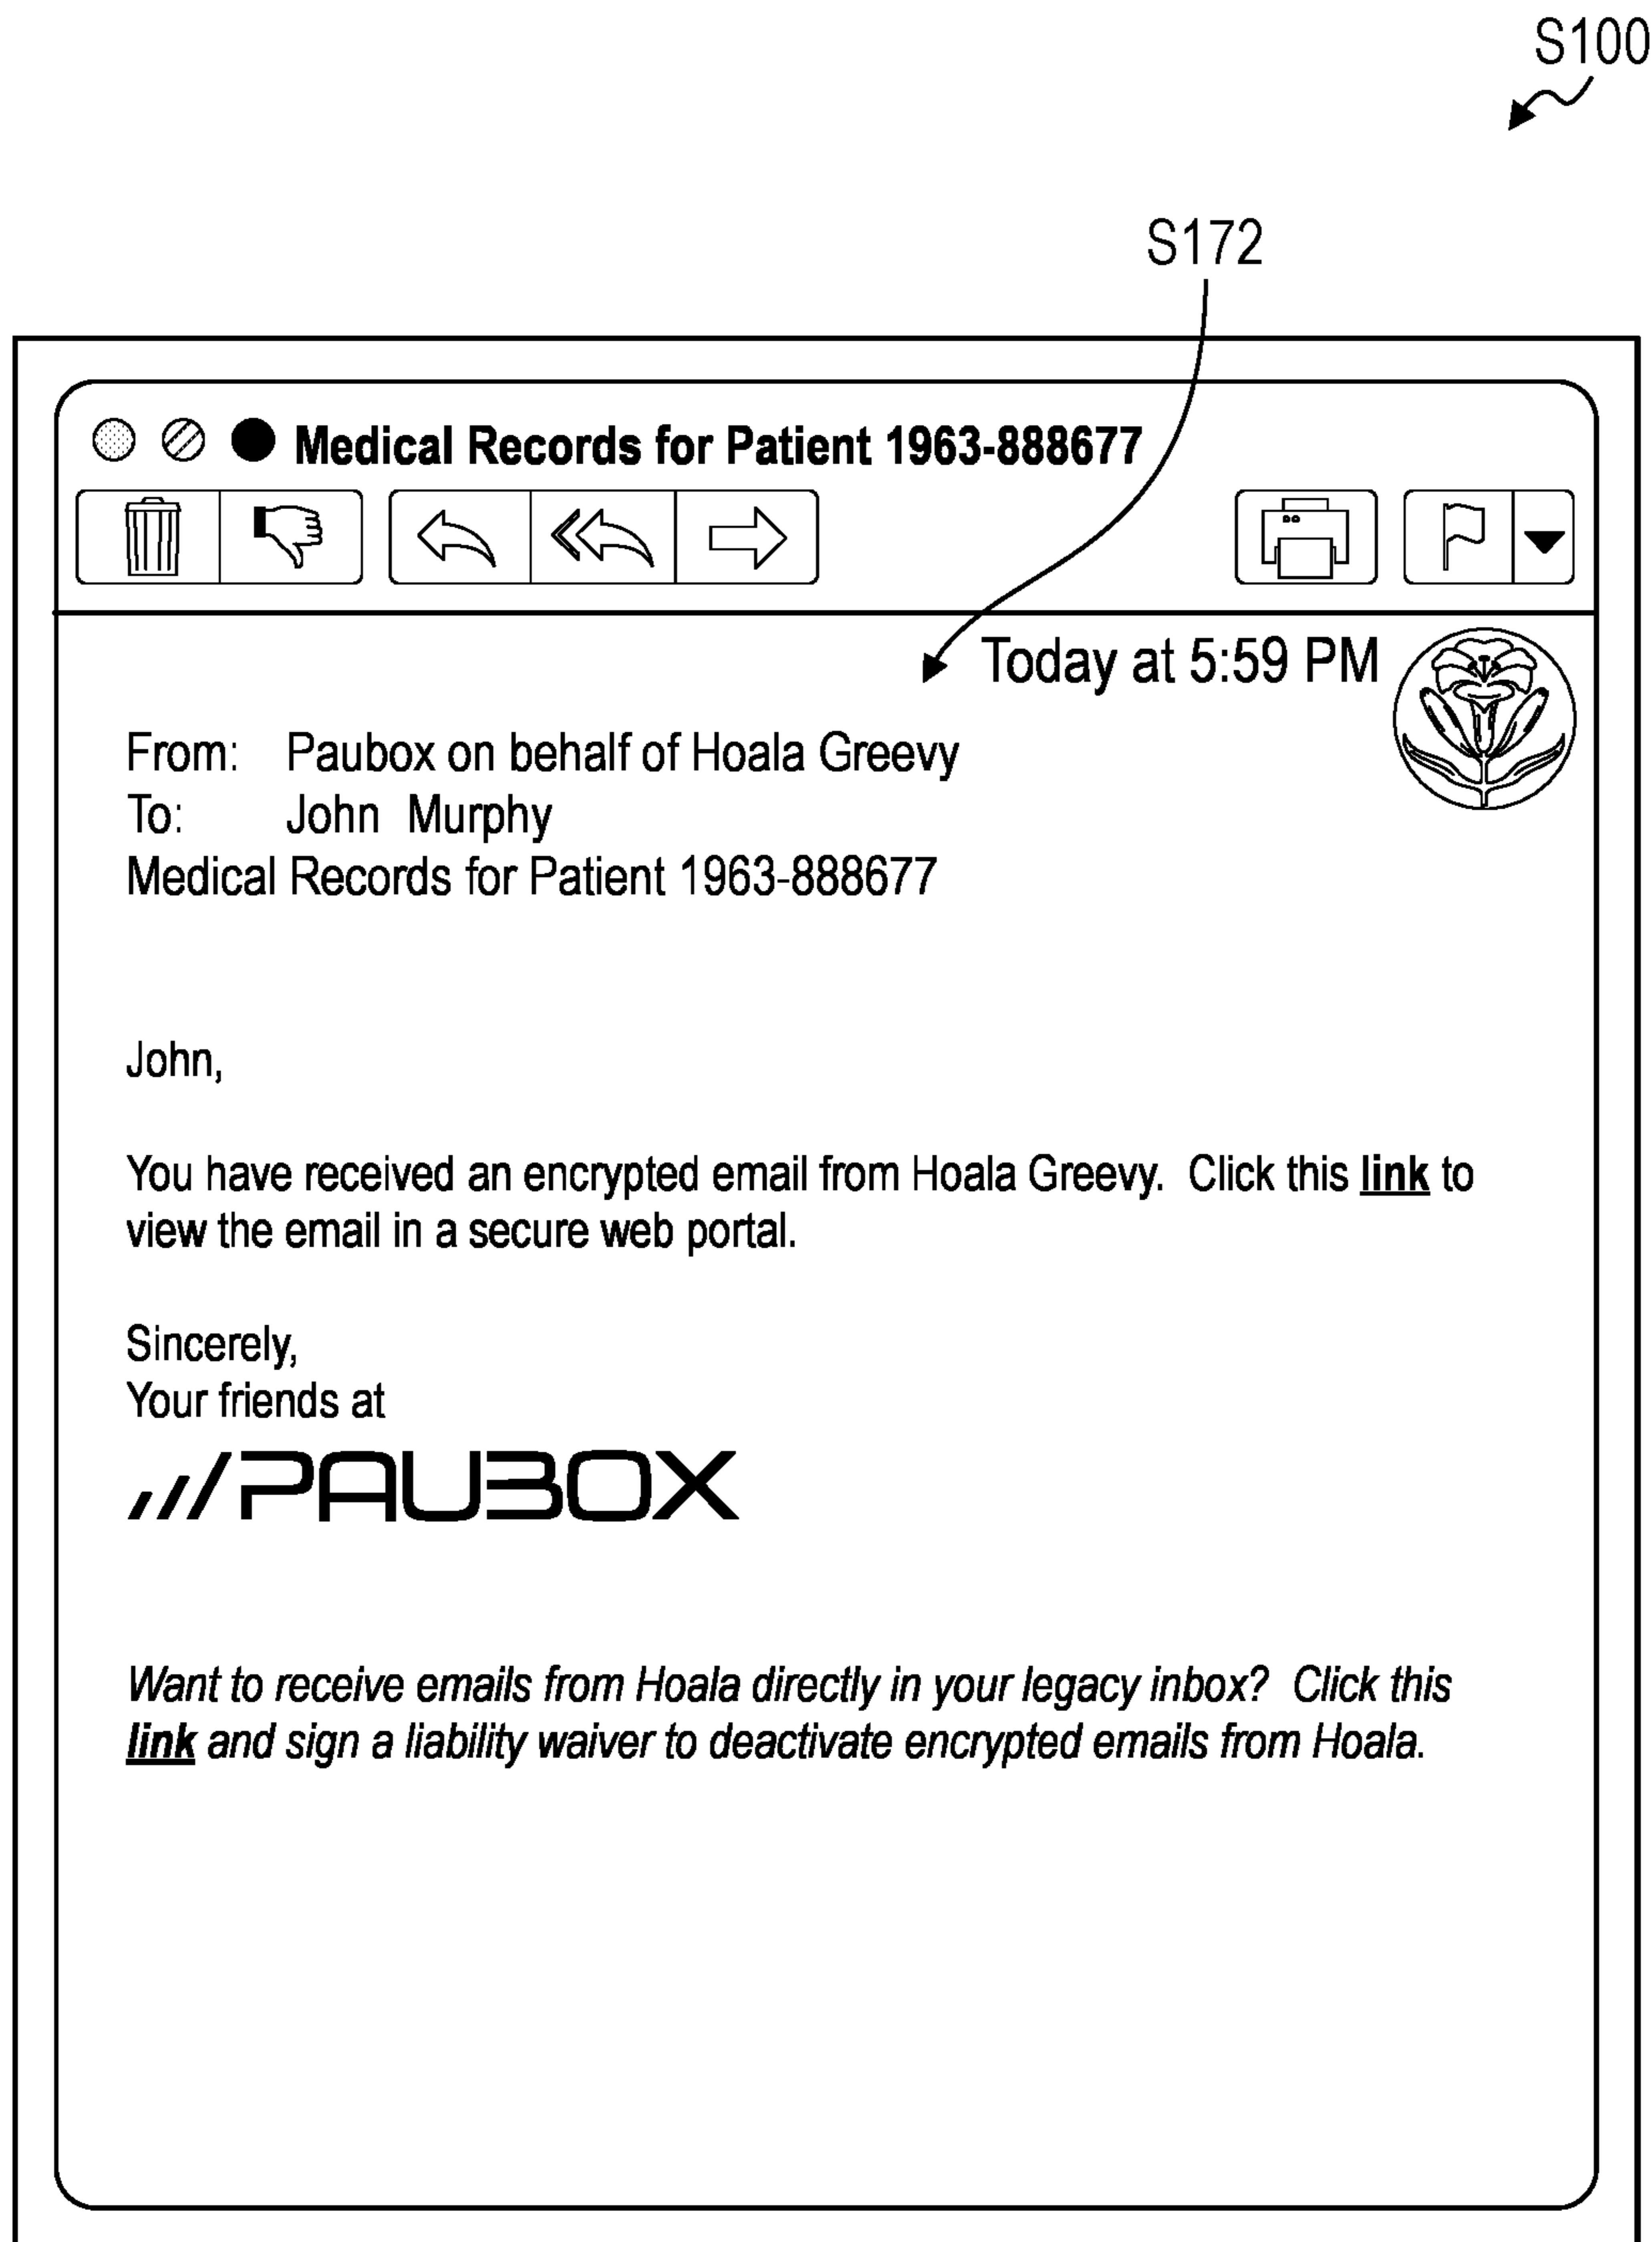 S100
S172
Medical Records for Patient 1963-888677
Today at 5:59 PM
From: Paubox on behalf of Hoala Greevy
To: John Murphy
Medical Records for Patient 1963-888677
John,
You have received an encrypted email from Hoala Greevy. Click this link to
view the email in a secure web portal.
Sincerely,
Your friends at
PAUBOX
Want to receive emails from Hoala directly in your legacy inbox? Click this
link and sign a liability waiver to deactivate encrypted emails from Hoala.